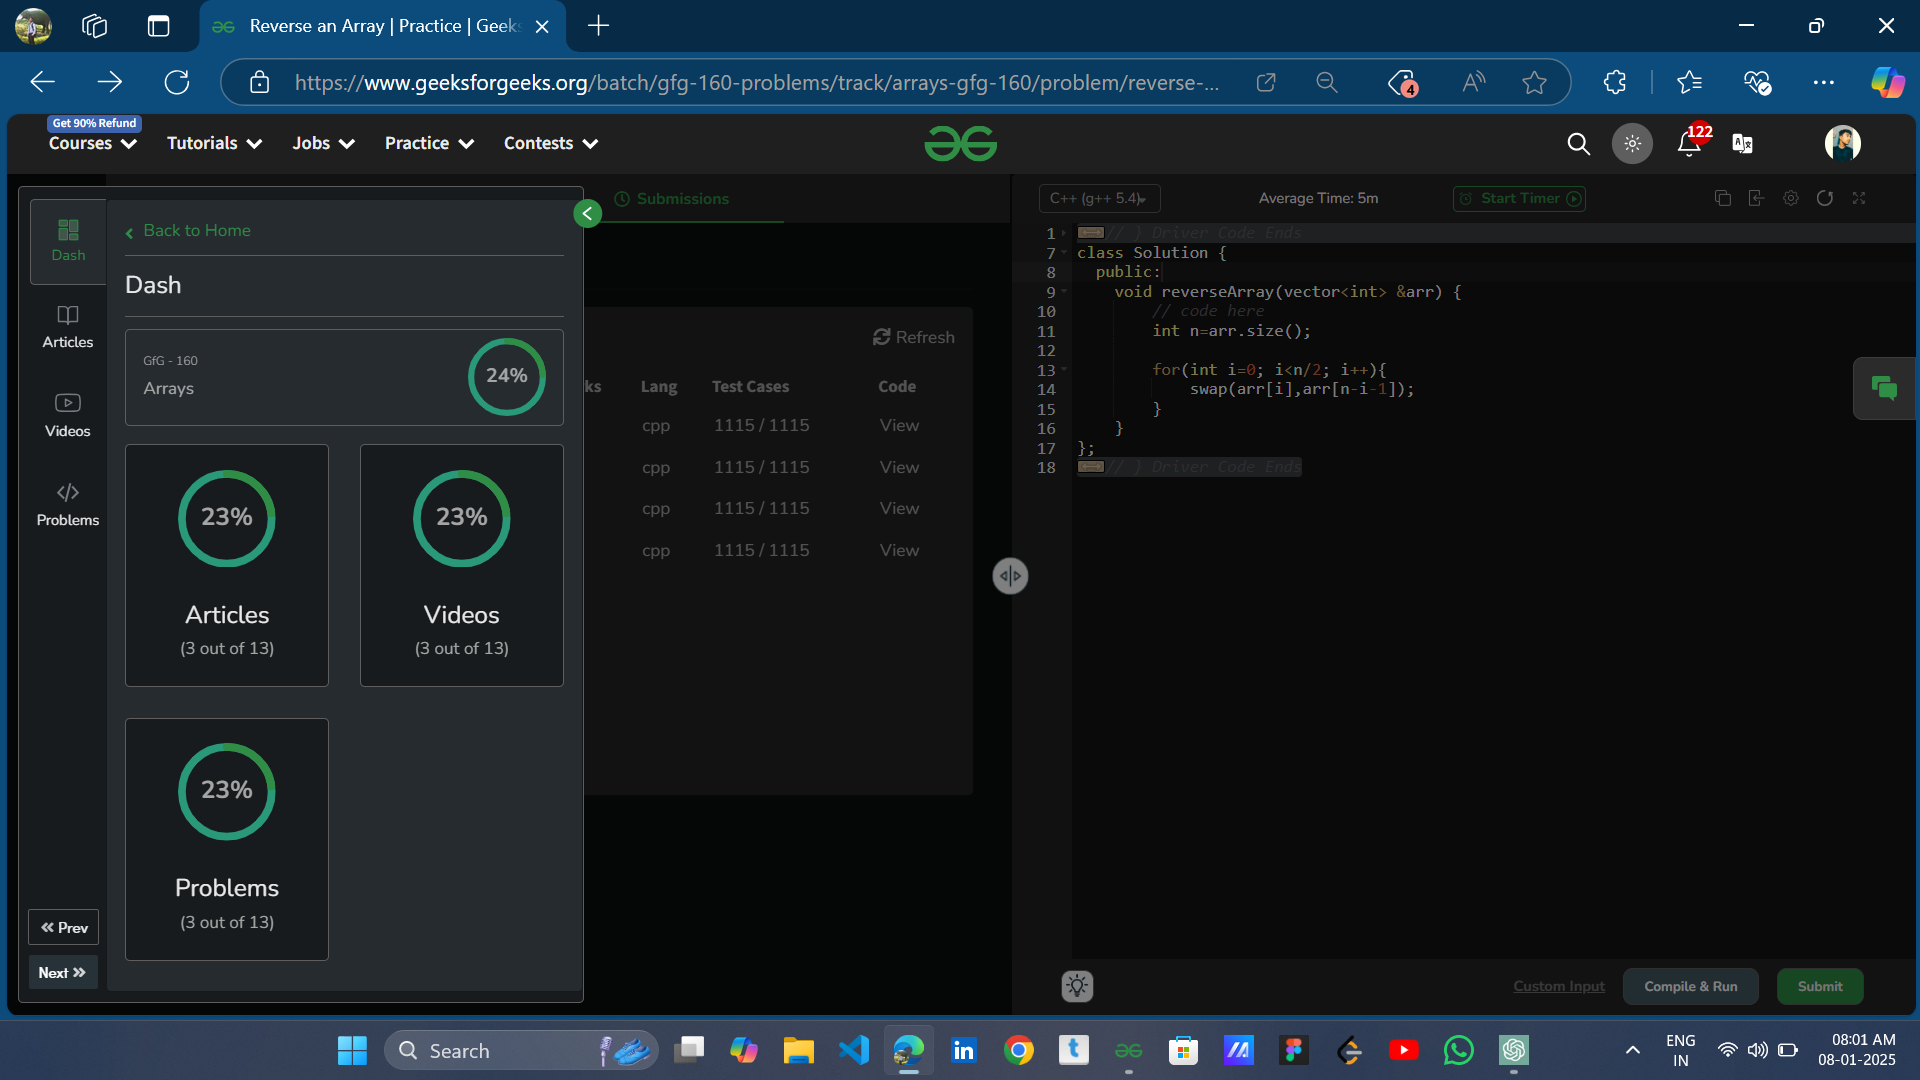 Reverse an Array | Practice | Geeks
https://www.geeksforgeeks.org/batch/gfg-160-problems/track/arrays-gfg-160/problem/reverse-...
4
Get 90% Refund
Courses
Tutorials
Jobs
Practice
Contests
122
Dash
Articles
Videos
Problems
Prev
Next
Back to Home
Dash
GfG - 160
Arrays
24%
23%
Articles
(3 out of 13)
23%
Videos
(3 out of 13)
23%
Problems
(3 out of 13)
Submissions
Refresh
ks Lang Test Cases Code
cpp 1115 / 1115 View
cpp 1115 / 1115 View
cpp 1115 / 1115 View
cpp 1115 / 1115 View
C++ (g++ 5.4)
Average Time: 5m
Start Timer
1 // } Driver Code Ends
7 class Solution {
8 public:
9 void reverseArray(vector<int> &arr) {
10 // code here
11 int n=arr.size();
12
13 for(int i=0; i<n/2; i++){
14 swap(arr[i],arr[n-i-1]);
15 }
16 }
17 };
18 // } Driver Code Ends
Custom Input
Compile & Run
Submit
Search
ENG
IN
08:01 AM
08-01-2025